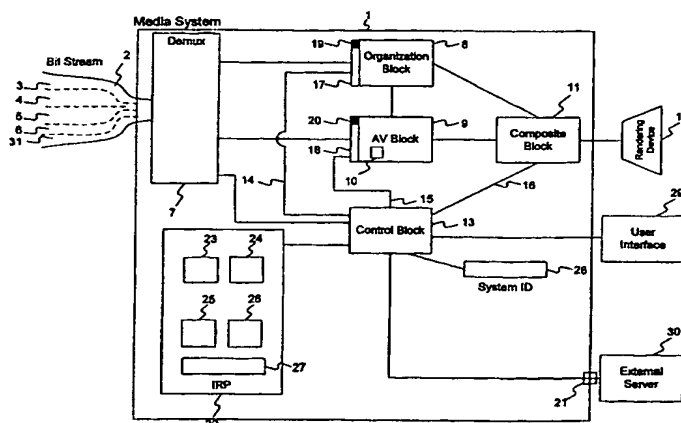 Media System
1
Demux
Bit Stream
2
3
4
5
6
31
7
19
Organization
Block
8
17
20
AV Block
9
18
10
11
Composite
Block
Rendering
Device
14
15
16
13
Control Block
29
User
Interface
28
System ID
23
24
25
26
27
IRP
30
External
Server
21